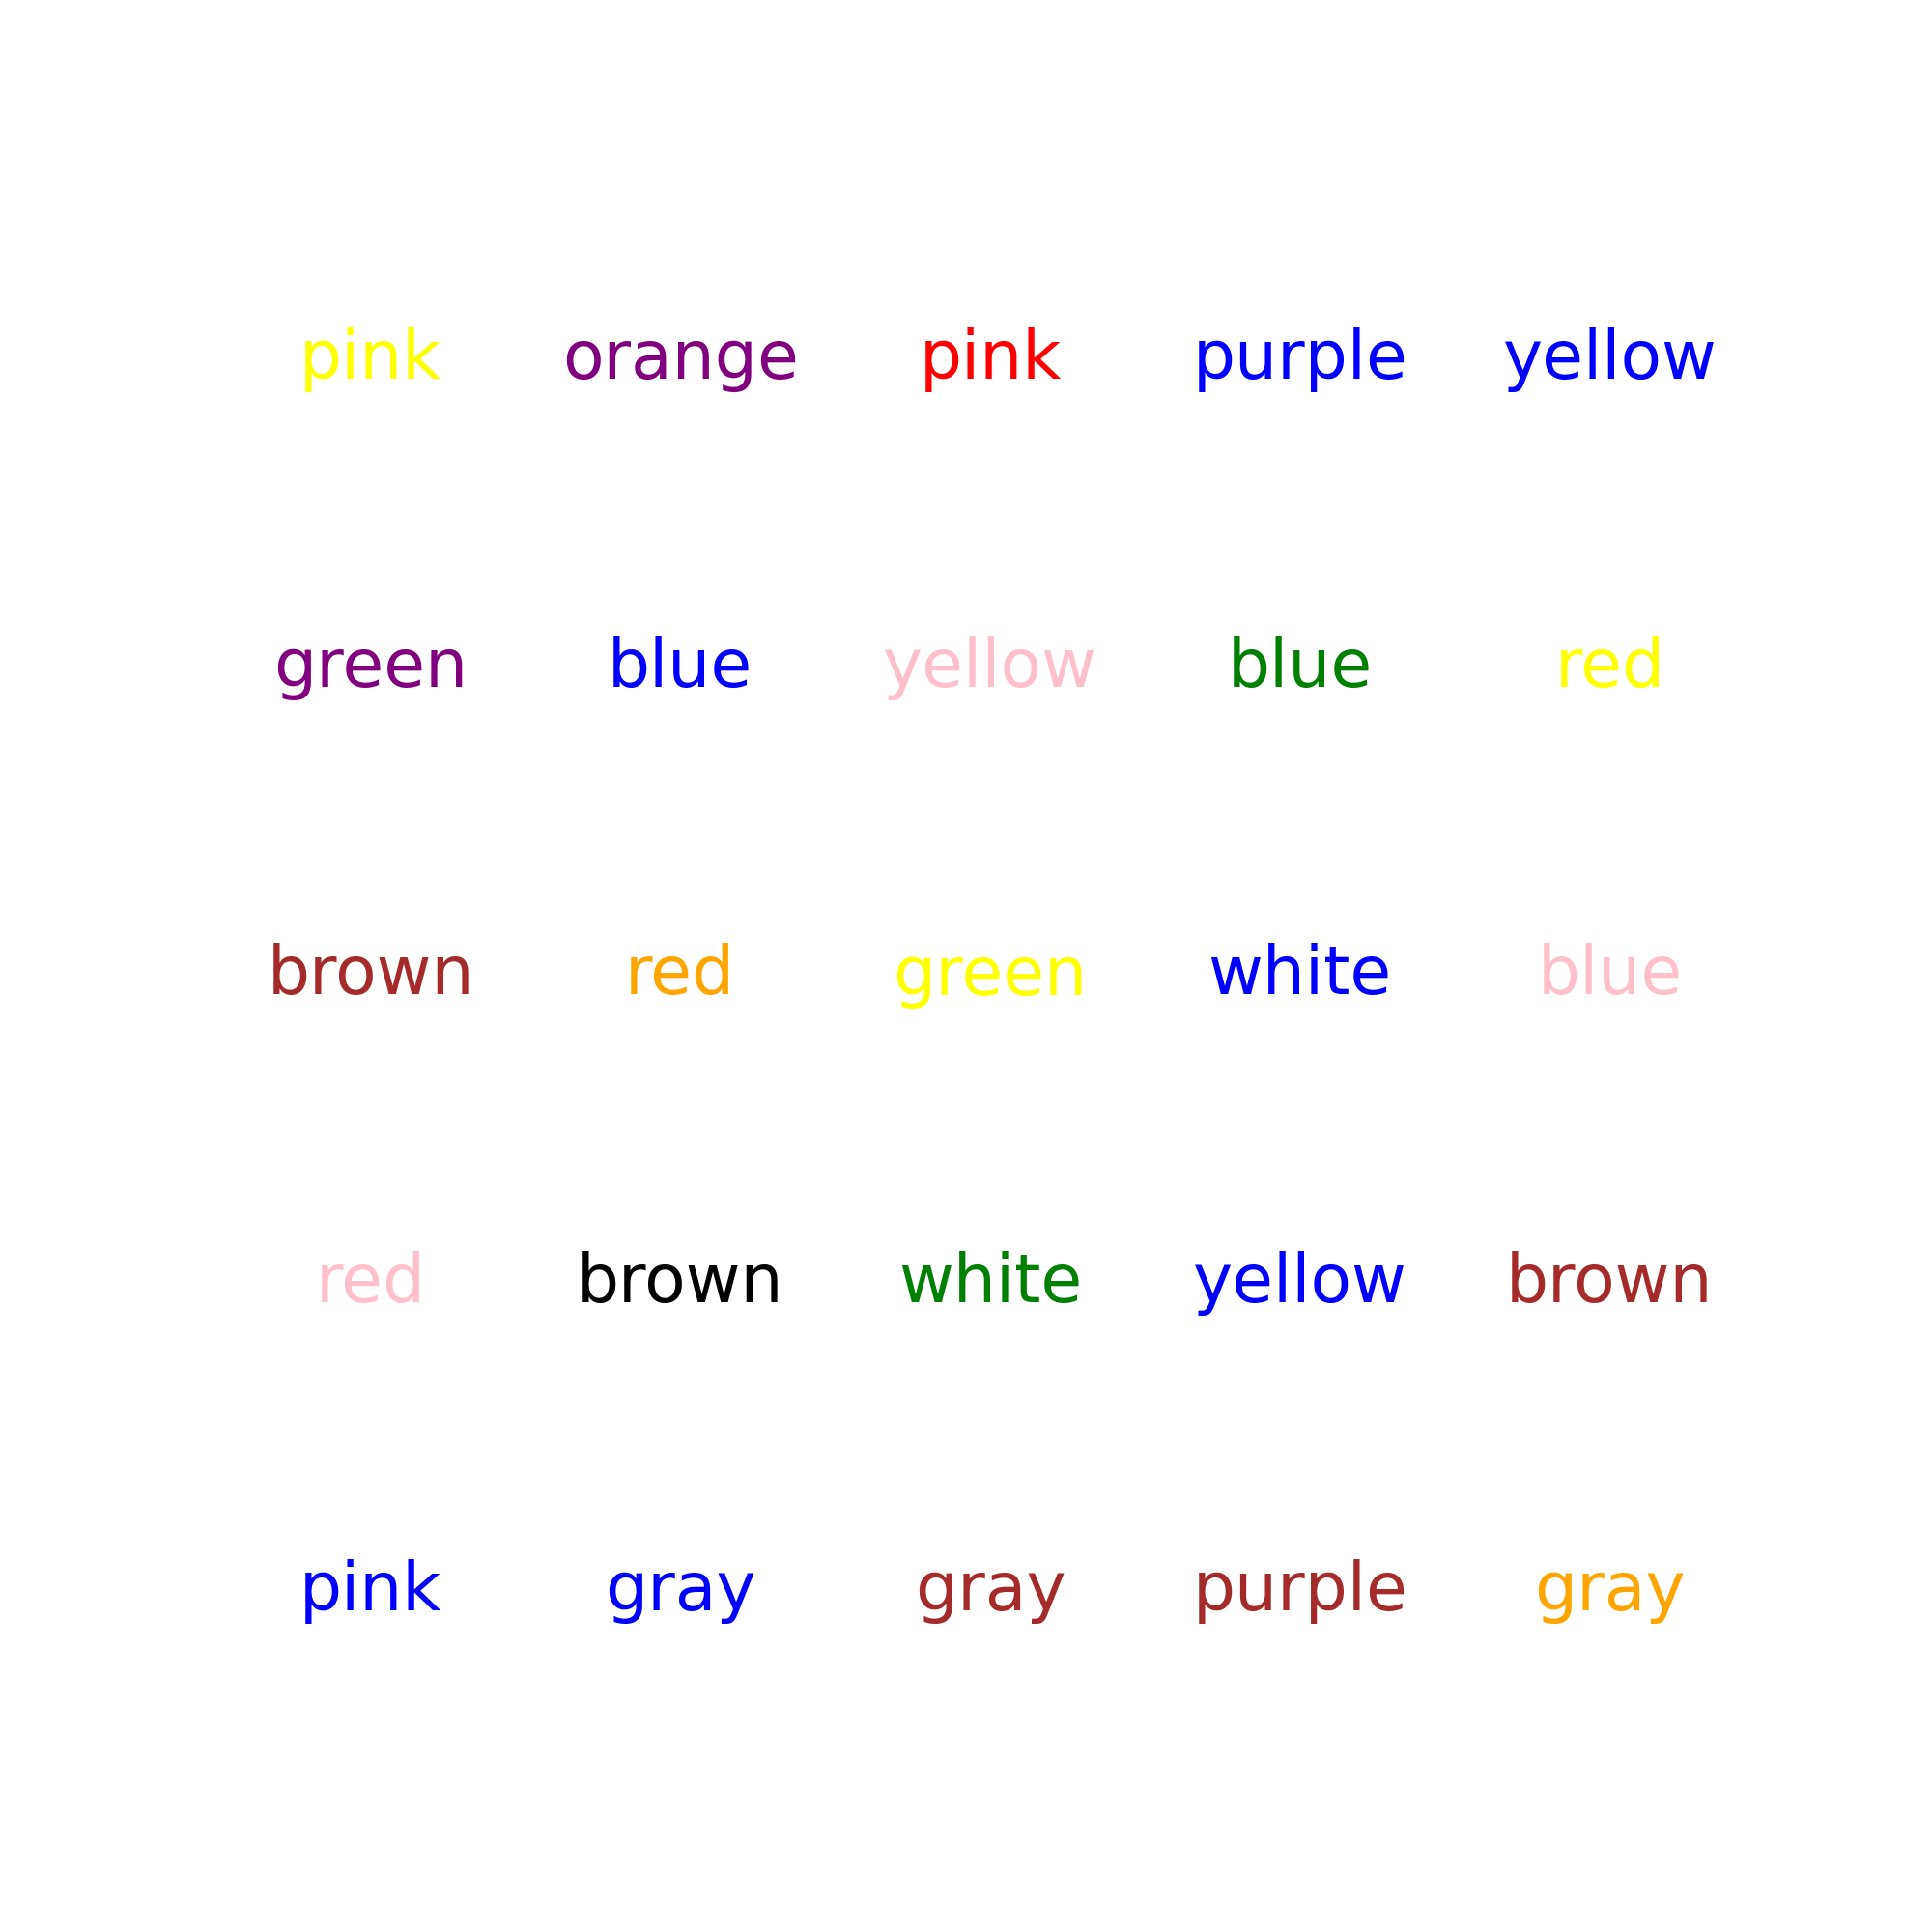 pink orange pink purple yellow
green blue yellow blue red
brown red green white blue
red brown white yellow brown
pink gray gray purple gray